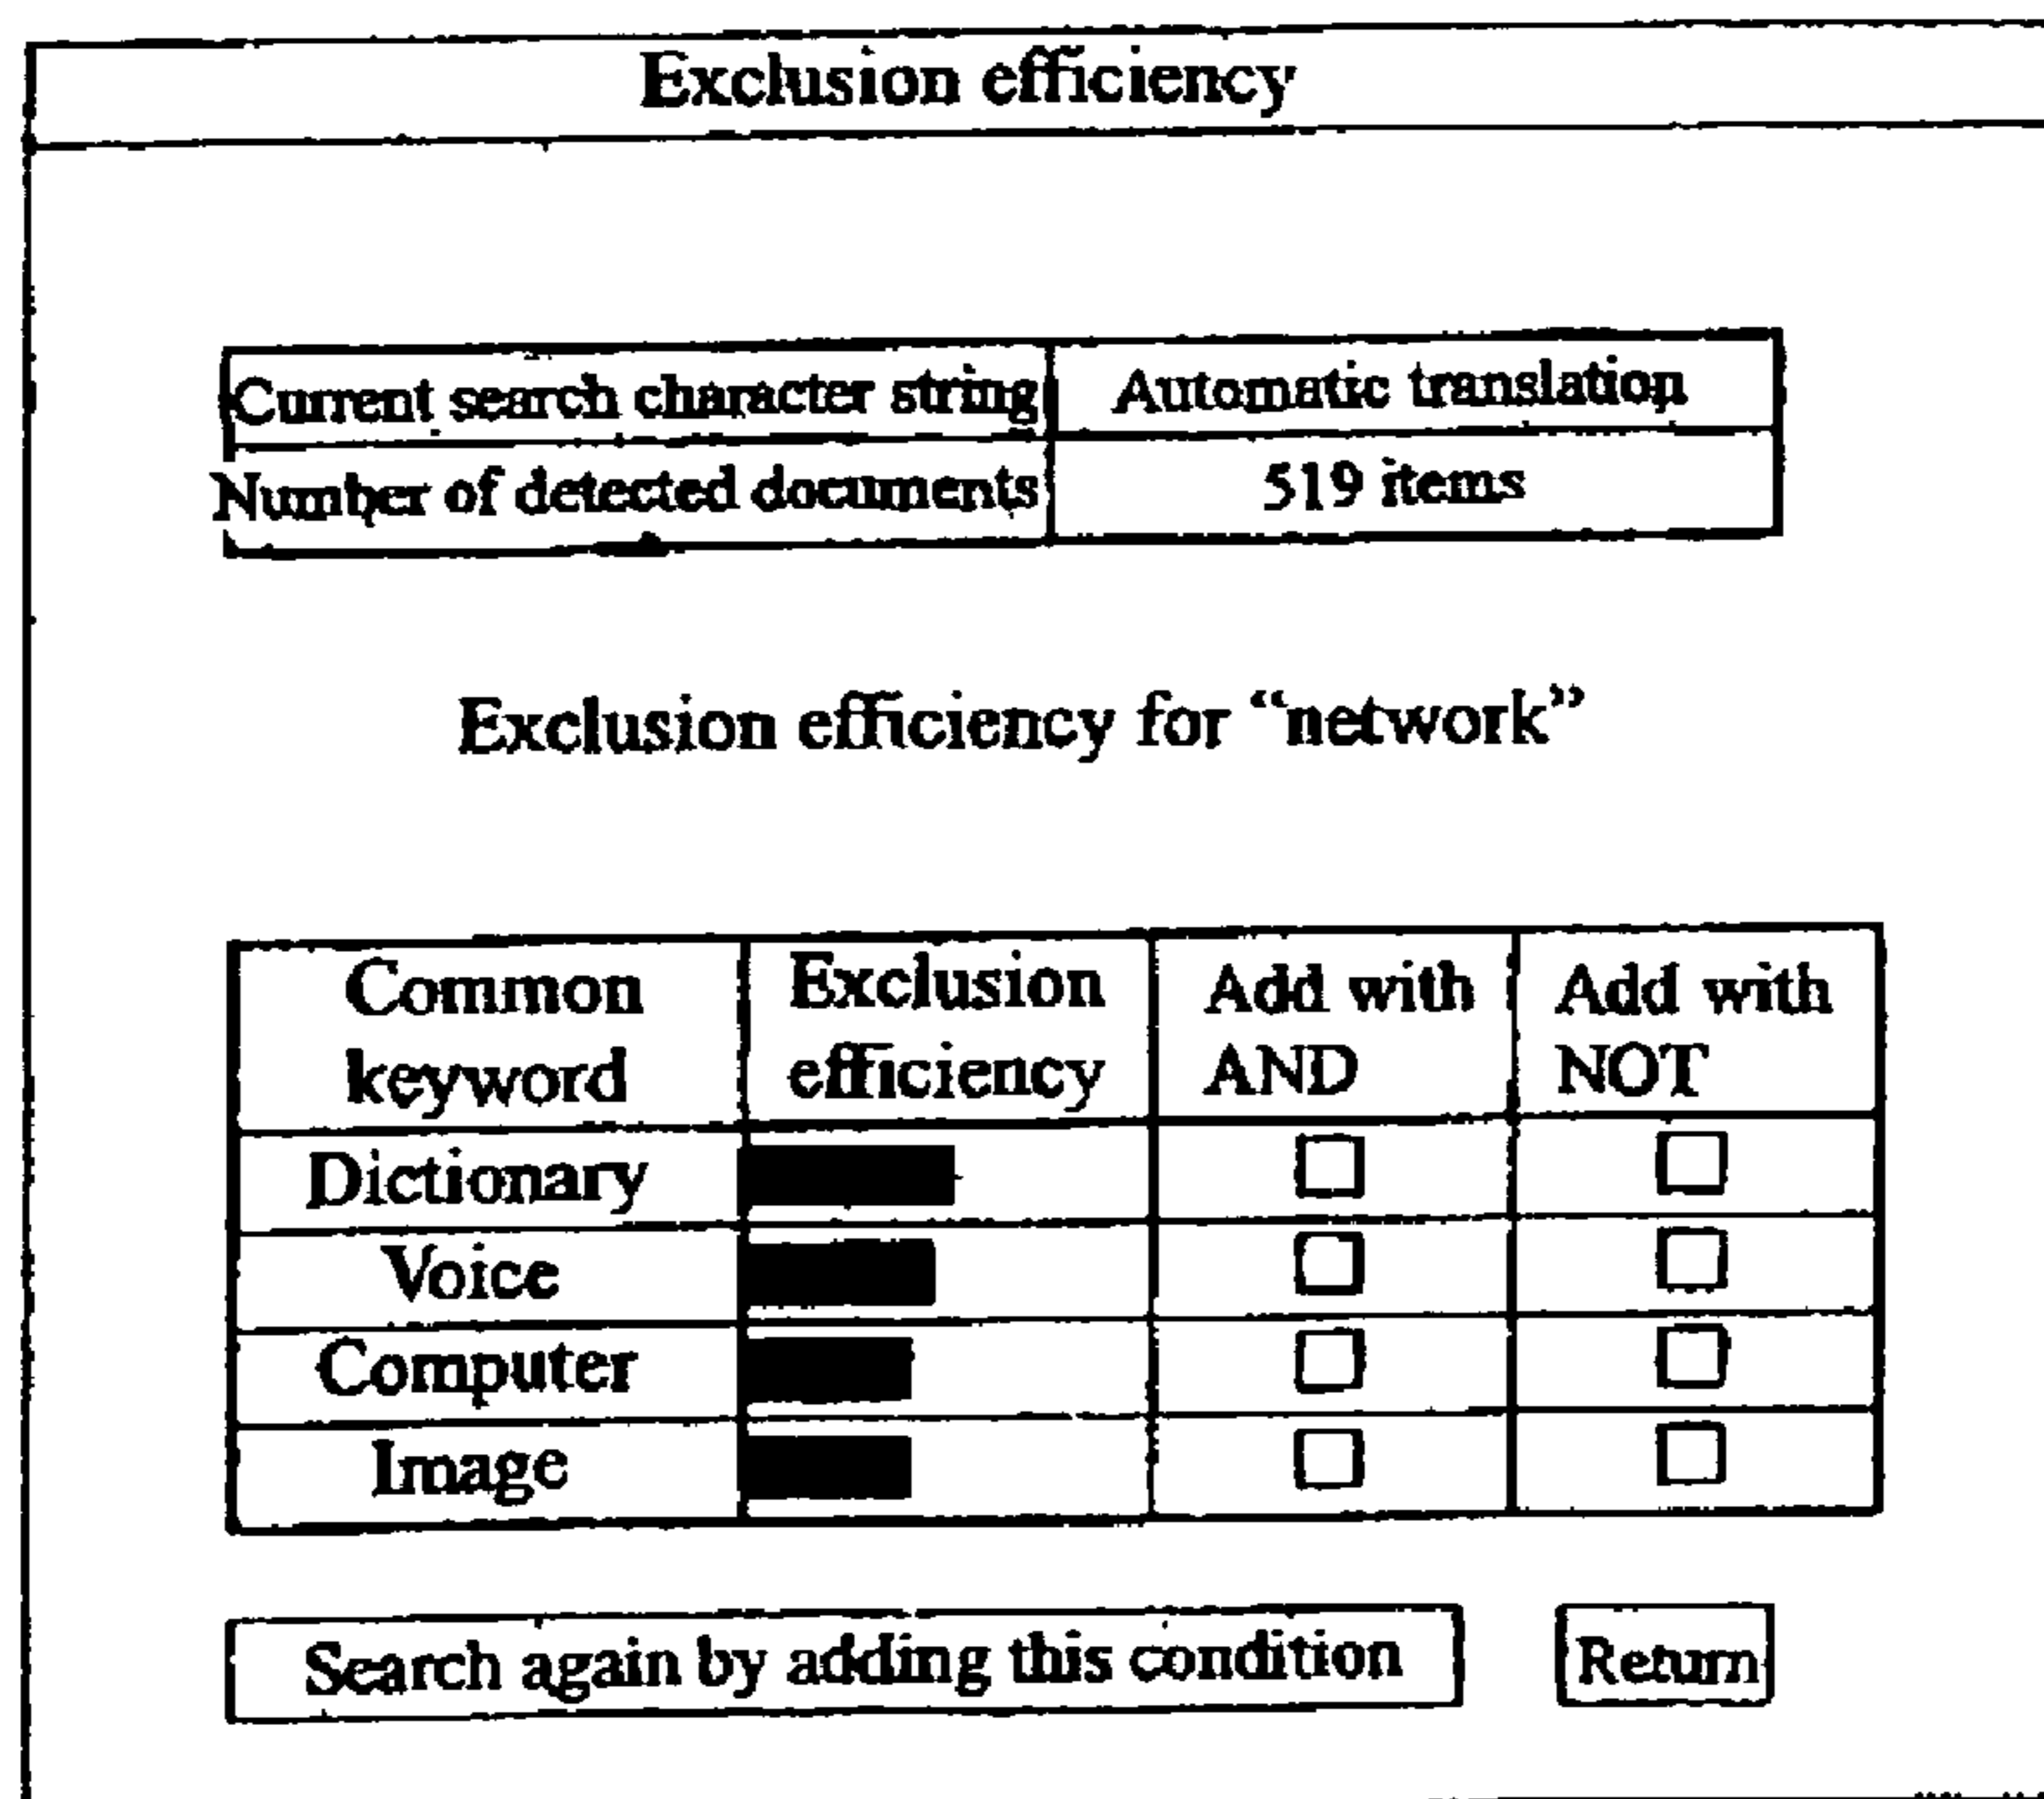 Exclusion efficiency
Current search character string Automatic translation
Number of detected documents 519 items
Exclusion efficiency for “network”
Common keyword Exclusion efficiency Add with AND Add with NOT
Dictionary
Voice
Computer
Image
Search again by adding this condition Return